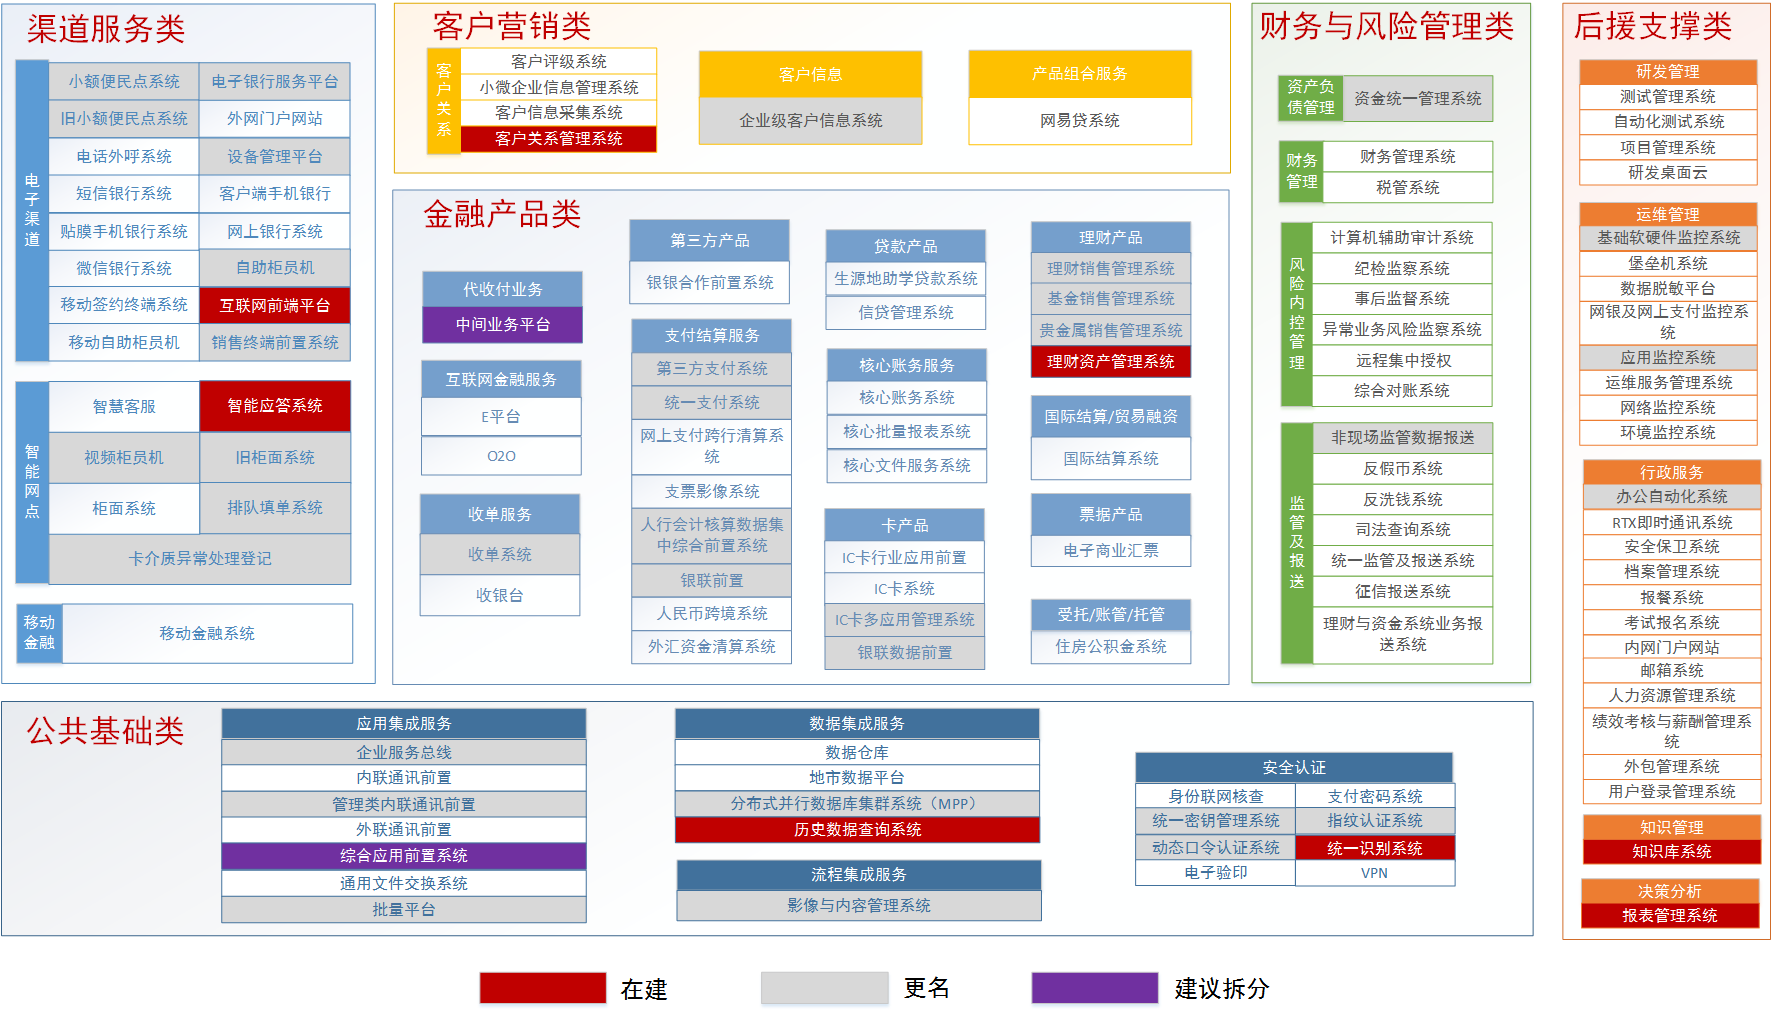 渠道服务类
电子渠道
小额便民点系统
电子银行服务平台
旧小额便民点系统
外网门户网站
电话外呼系统
设备管理平台
短信银行系统
客户端手机银行
贴膜手机银行系统
网上银行系统
微信银行系统
自助柜员机
移动签约终端系统
互联网前端平台
移动自助柜员机
销售终端前置系统
智能网点
智慧客服
智能应答系统
视频柜员机
旧柜面系统
柜面系统
排队填单系统
卡介质异常处理登记
移动
金融
移动金融系统
客户营销类
客户关系
客户评级系统
小微企业信息管理系统
客户信息采集系统
客户关系管理系统
客户信息
企业级客户信息系统
产品组合服务
网易贷系统
金融产品类
代收付业务
中间业务平台
互联网金融服务
E平台
O2O
收单服务
收单系统
收银台
第三方产品
银银合作前置系统
支付结算服务
第三方支付系统
统一支付系统
网上支付跨行清算系
统
支票影像系统
人行会计核算数据集
中综合前置系统
银联前置
人民币跨境系统
外汇资金清算系统
贷款产品
生源地助学贷款系统
信贷管理系统
核心账务服务
核心账务系统
核心批量报表系统
核心文件服务系统
卡产品
IC卡行业应用前置
IC卡系统
IC卡多应用管理系统
银联数据前置
理财产品
理财销售管理系统
基金销售管理系统
贵金属销售管理系统
理财资产管理系统
国际结算/贸易融资
国际结算系统
票据产品
电子商业汇票
受托/账管/托管
住房公积金系统
财务与风险管理类
资产负
债管理
资金统一管理系统
财务
管理
财务管理系统
税管系统
风险内控管理
计算机辅助审计系统
纪检监察系统
事后监督系统
异常业务风险监察系统
远程集中授权
综合对账系统
监管及报送
非现场监管数据报送
反假币系统
反洗钱系统
司法查询系统
统一监管及报送系统
征信报送系统
理财与资金系统业务报
送系统
后援支撑类
研发管理
测试管理系统
自动化测试系统
项目管理系统
研发桌面云
运维管理
基础软硬件监控系统
堡垒机系统
数据脱敏平台
网银及网上支付监控系
统
应用监控系统
运维服务管理系统
网络监控系统
环境监控系统
行政服务
办公自动化系统
RTX即时通讯系统
安全保卫系统
档案管理系统
报餐系统
考试报名系统
内网门户网站
邮箱系统
人力资源管理系统
绩效考核与薪酬管理系
统
外包管理系统
用户登录管理系统
知识管理
知识库系统
决策分析
报表管理系统
公共基础类
应用集成服务
企业服务总线
内联通讯前置
管理类内联通讯前置
外联通讯前置
综合应用前置系统
通用文件交换系统
批量平台
数据集成服务
数据仓库
地市数据平台
分布式并行数据库集群系统（MPP）
历史数据查询系统
流程集成服务
影像与内容管理系统
安全认证
身份联网核查
支付密码系统
统一密钥管理系统
指纹认证系统
动态口令认证系统
统一识别系统
电子验印
VPN
在建
更名
建议拆分